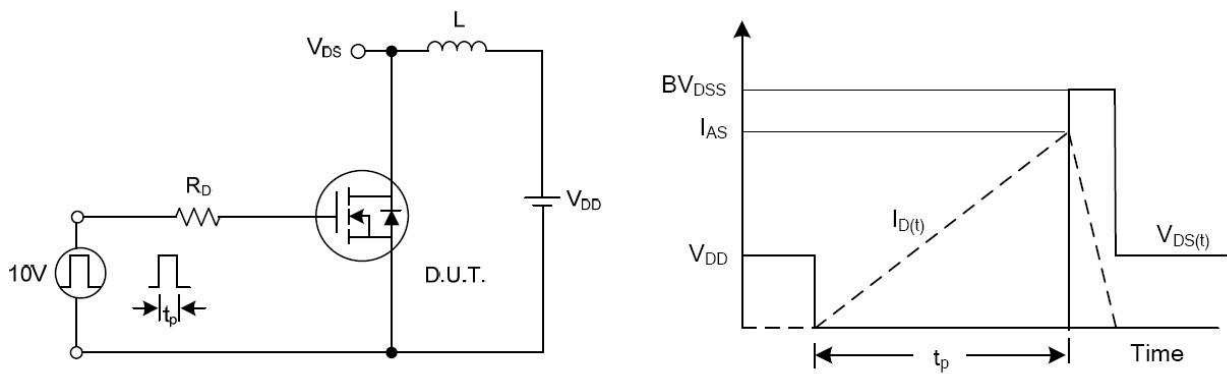 L
V_DS
R_D
V_DD
10V
t_p
D.U.T.
BV_DSS
I_AS
I_D(t)
V_DD
V_DS(t)
t_p
Time